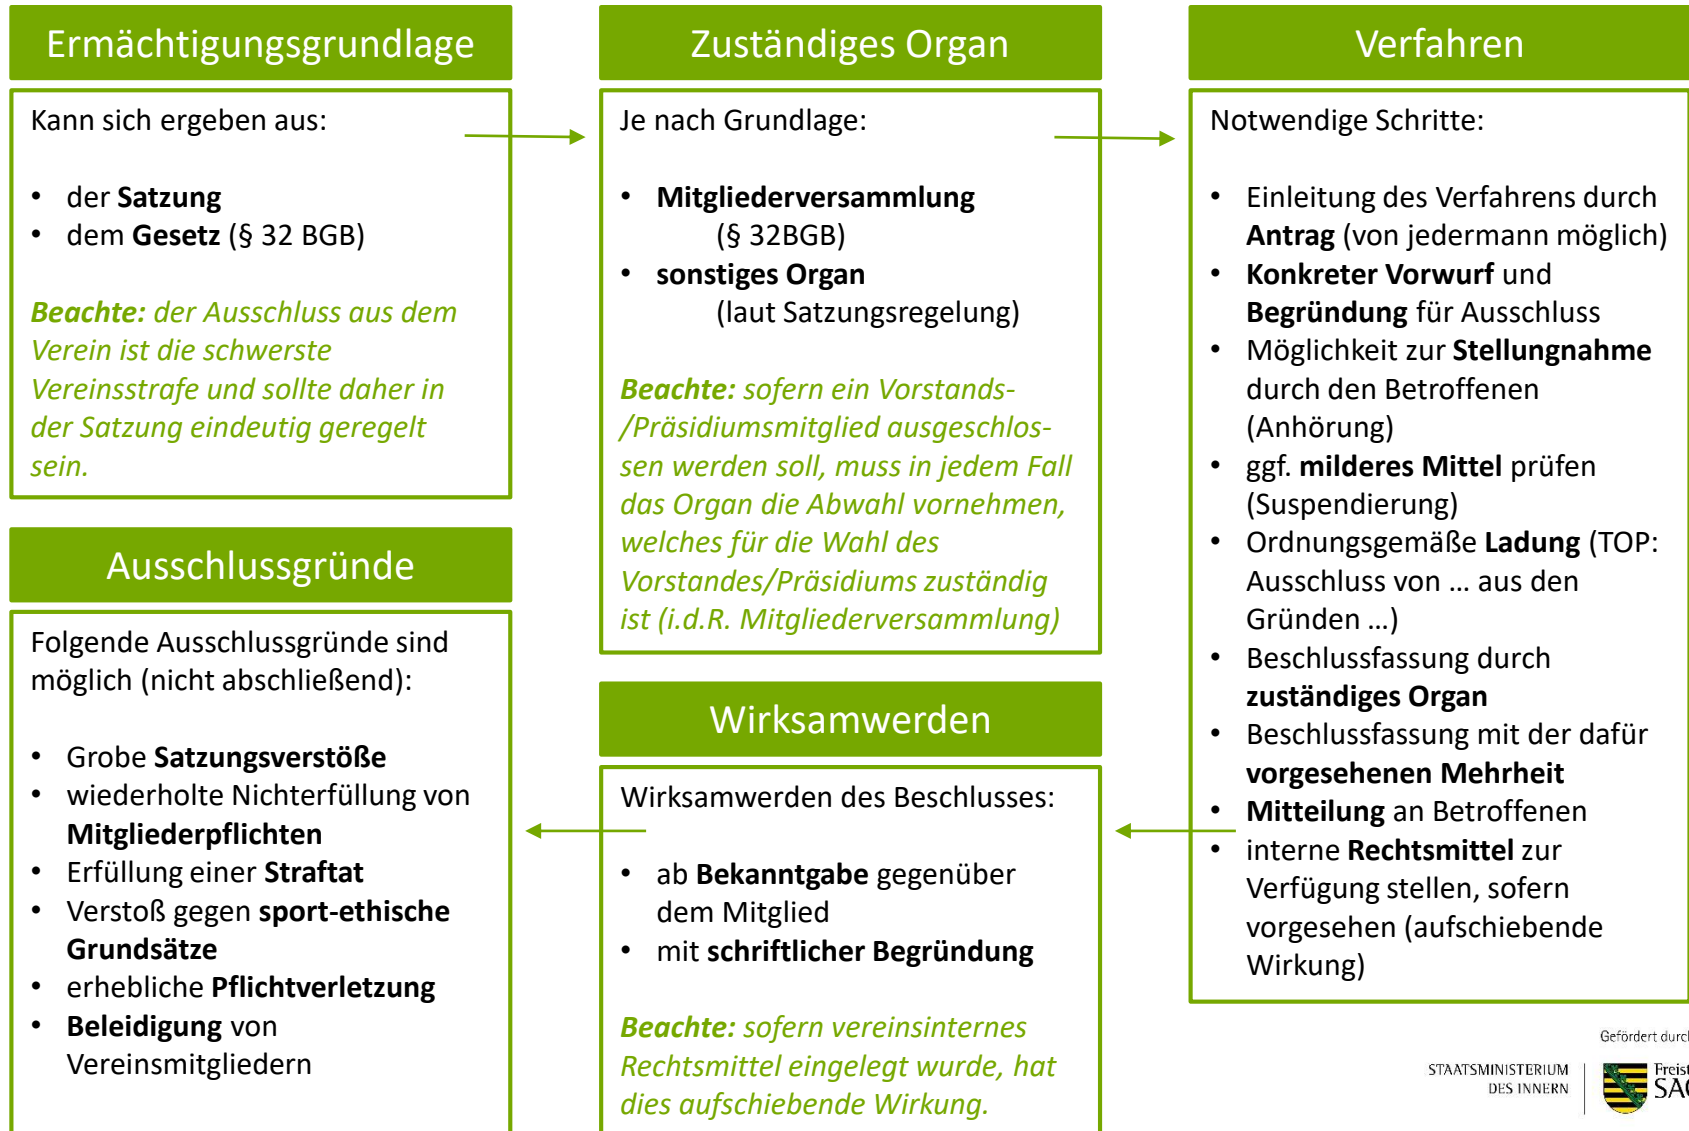 Ermächtigungsgrundlage
Kann sich ergeben aus:
• der Satzung
• dem Gesetz (§ 32 BGB)
Beachte: der Ausschluss aus dem
Verein ist die schwerste
Vereinsstrafe und sollte daher in
der Satzung eindeutig geregelt
sein.
Zuständiges Organ
Je nach Grundlage:
• Mitgliederversammlung
(§ 32BGB)
• sonstiges Organ
(laut Satzungsregelung)
Beachte: sofern ein Vorstands-
/Präsidiumsmitglied ausgeschlos-
sen werden soll, muss in jedem Fall
das Organ die Abwahl vornehmen,
welches für die Wahl des
Vorstandes/Präsidiums zuständig
ist (i.d.R. Mitgliederversammlung)
Verfahren
Notwendige Schritte:
• Einleitung des Verfahrens durch
Antrag (von jedermann möglich)
• Konkreter Vorwurf und
Begründung für Ausschluss
• Möglichkeit zur Stellungnahme
durch den Betroffenen
(Anhörung)
• ggf. milderes Mittel prüfen
(Suspendierung)
• Ordnungsgemäße Ladung (TOP:
Ausschluss von … aus den
Gründen …)
• Beschlussfassung durch
zuständiges Organ
• Beschlussfassung mit der dafür
vorgesehenen Mehrheit
• Mitteilung an Betroffenen
• interne Rechtsmittel zur
Verfügung stellen, sofern
vorgesehen (aufschiebende
Wirkung)
Wirksamwerden
Wirksamwerden des Beschlusses:
• ab Bekanntgabe gegenüber
dem Mitglied
• mit schriftlicher Begründung
Beachte: sofern vereinsinternes
Rechtsmittel eingelegt wurde, hat
dies aufschiebende Wirkung.
Ausschlussgründe
Folgende Ausschlussgründe sind
möglich (nicht abschließend):
• Grobe Satzungsverstöße
• wiederholte Nichterfüllung von
Mitgliederpflichten
• Erfüllung einer Straftat
• Verstoß gegen sport-ethische
Grundsätze
• erhebliche Pflichtverletzung
• Beleidigung von
Vereinsmitgliedern
Gefördert durch
STAATSMINISTERIUM
DES INNERN